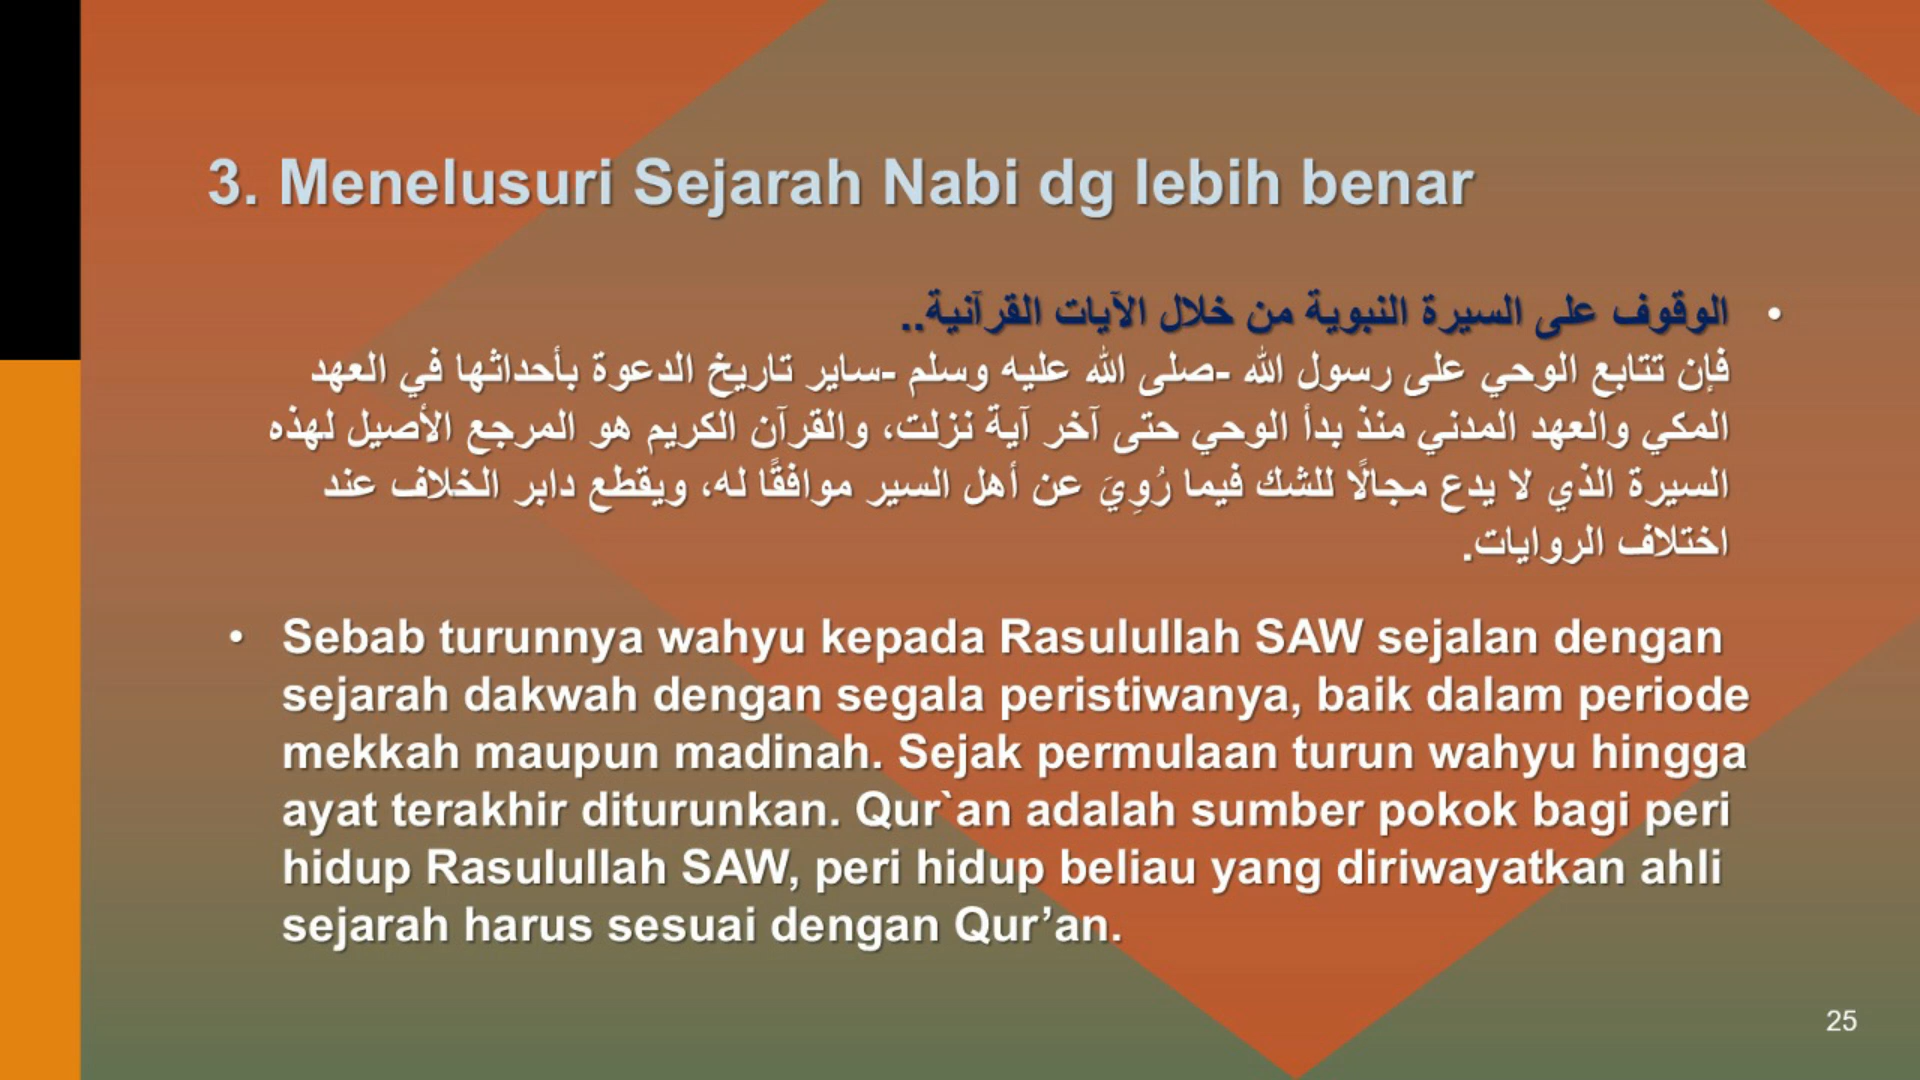 3. Menelusuri Sejarah Nabi dg lebih benar
• الوقوف على السيرة النبوية من خلال الآيات القرآنية..
فإن تتابع الوحي على رسول الله -صلى الله عليه وسلم -ساير تاريخ الدعوة بأحداثها في العهد
المكي والعهد المدني منذ بدأ الوحي حتى آخر آية نزلت، والقرآن الكريم هو المرجع الأصيل لهذه
السيرة الذي لا يدع مجالًا للشك فيما رُوِيَ عن أهل السير موافقًا له، ويقطع دابر الخلاف عند
اختلاف الروايات.
• Sebab turunnya wahyu kepada Rasulullah SAW sejalan dengan
sejarah dakwah dengan segala peristiwanya, baik dalam periode
mekkah maupun madinah. Sejak permulaan turun wahyu hingga
ayat terakhir diturunkan. Qur`an adalah sumber pokok bagi peri
hidup Rasulullah SAW, peri hidup beliau yang diriwayatkan ahli
sejarah harus sesuai dengan Qur’an.
25